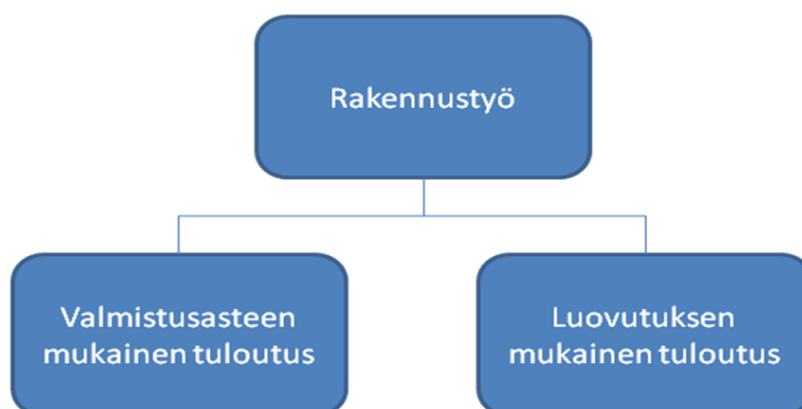 Rakennustyö
Valmistusasteen
mukainen tuloutus
Luovutuksen
mukainen tuloutus